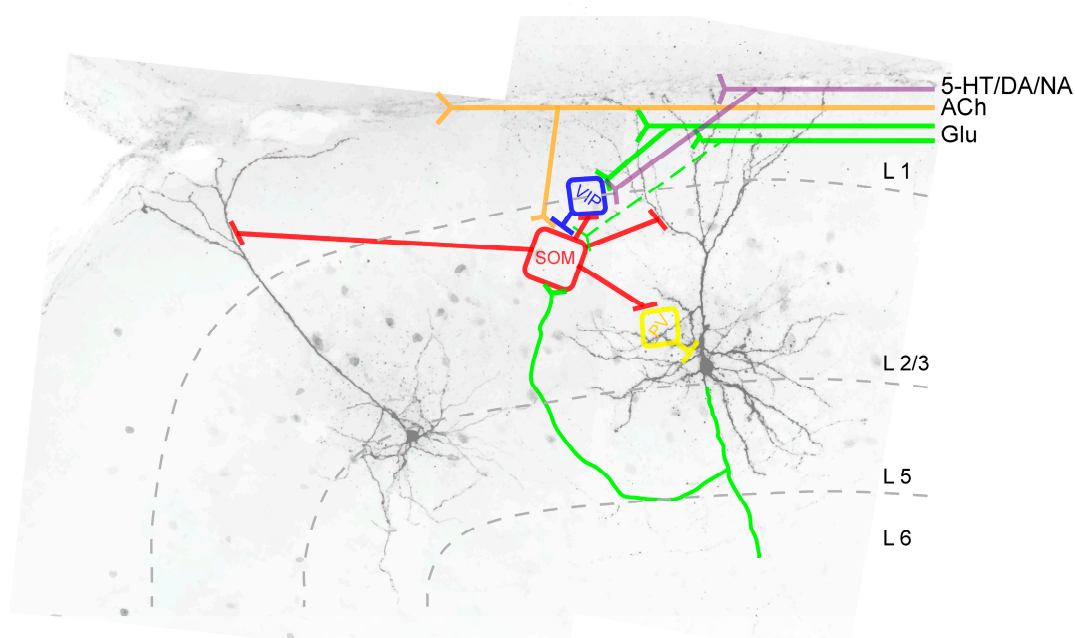 5-HT/DA/NA
ACh
Glu
L 1
VIP
SOM
PV
L 2/3
L 5
L 6